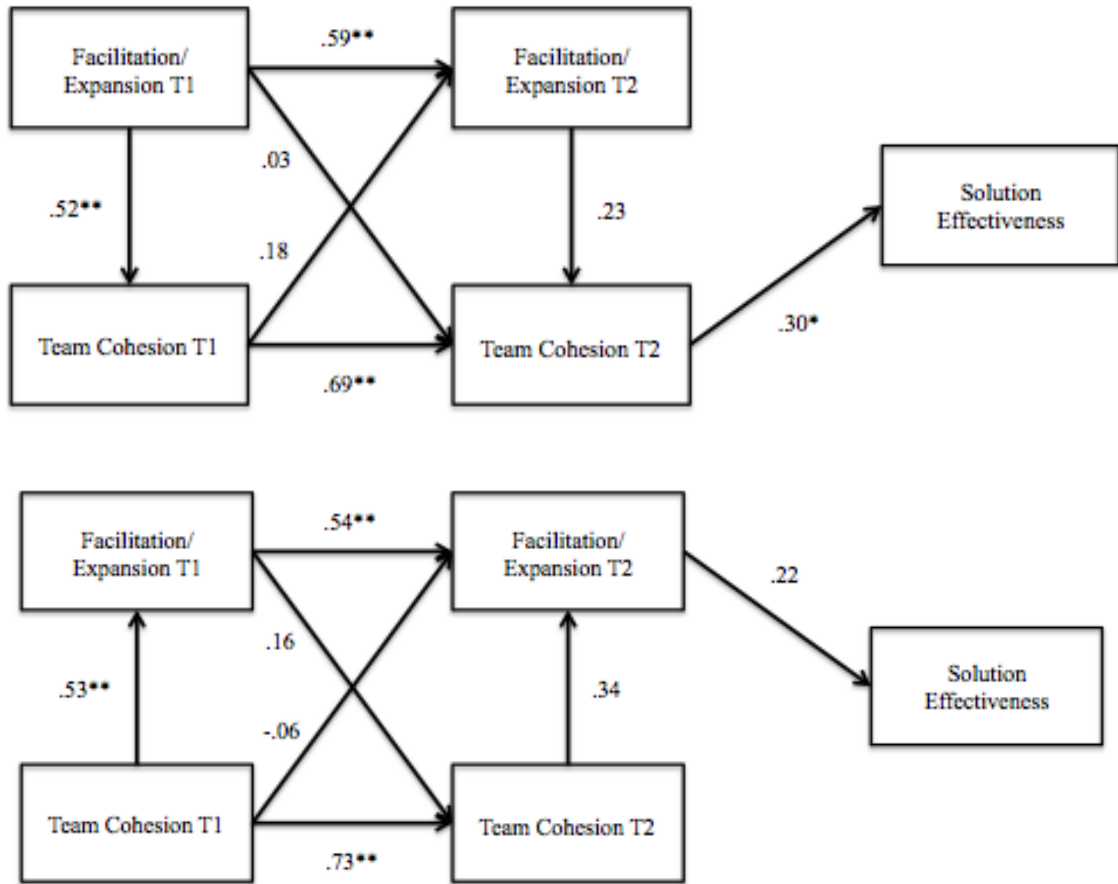 Facilitation/
Expansion T1
.59**
Facilitation/
Expansion T2
.03
.52**
.18
.23
Solution
Effectiveness
Team Cohesion T1
.69**
Team Cohesion T2
.30*
Facilitation/
Expansion T1
.54**
Facilitation/
Expansion T2
.22
.16
.53**
-.06
.34
Solution
Effectiveness
Team Cohesion T1
.73**
Team Cohesion T2